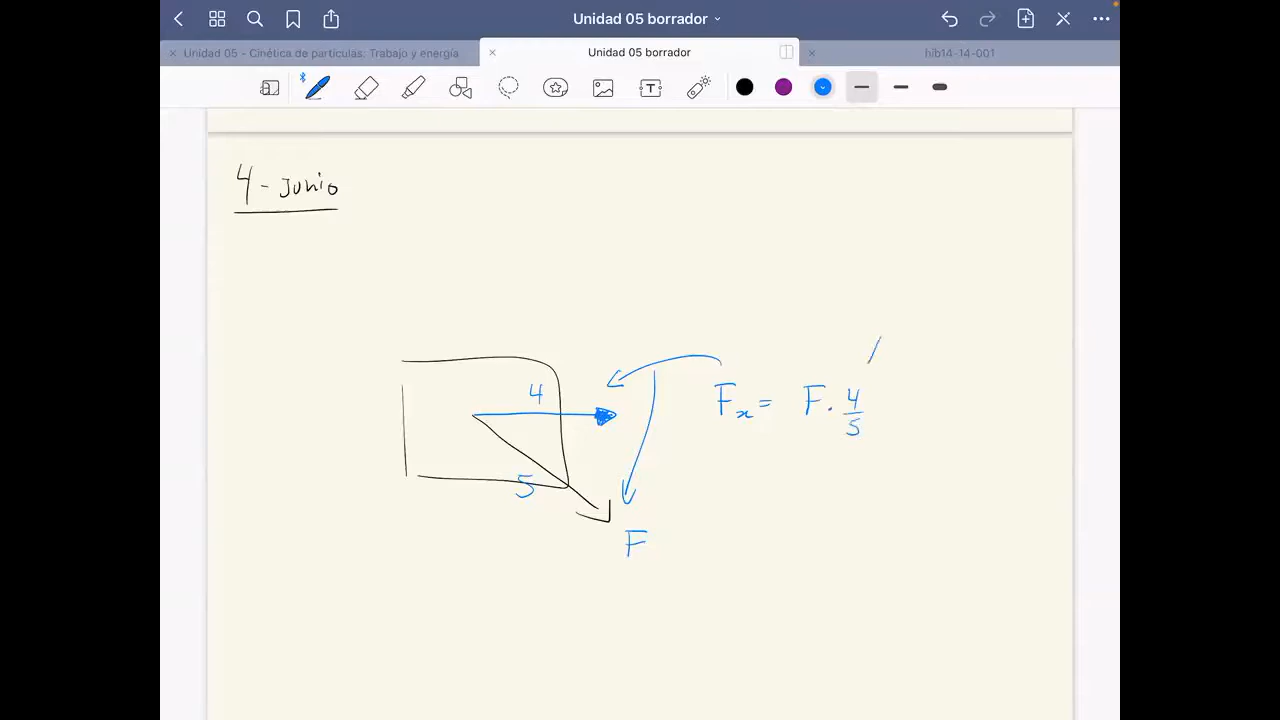 Unidad 05 borrador
Unidad 05 - Cinética de partículas: Trabajo y energía
Unidad 05 borrador
hib14-14-001
T
4 - Junio
4
5
F
Fx = F · 4/5